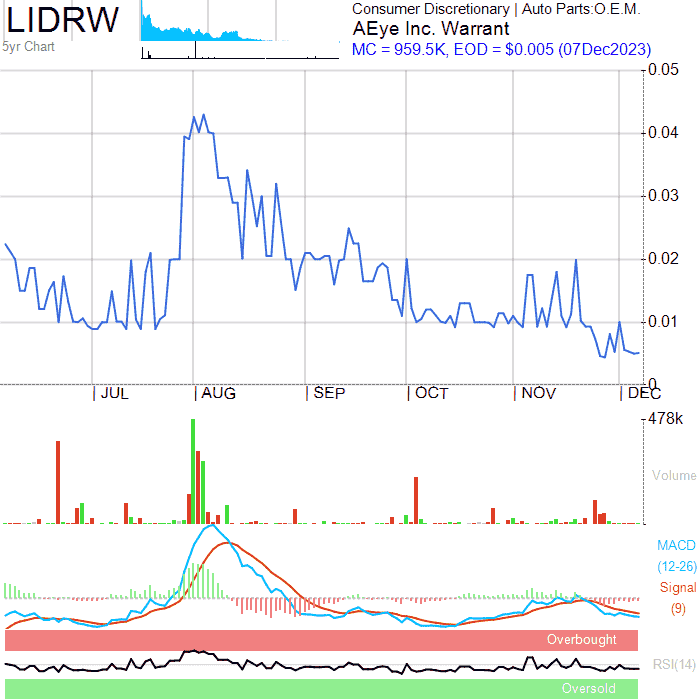 LIDRW
5yr Chart
Consumer Discretionary | Auto Parts:O.E.M.
AEye Inc. Warrant
MC = 959.5K, EOD = $0.005 (07Dec2023)
0.05
0.04
0.03
0.02
0.01
0
JUL AUG SEP OCT NOV DEC
478k
Volume
MACD
(12-26)
Signal
(9)
Overbought
RSI(14)
Oversold